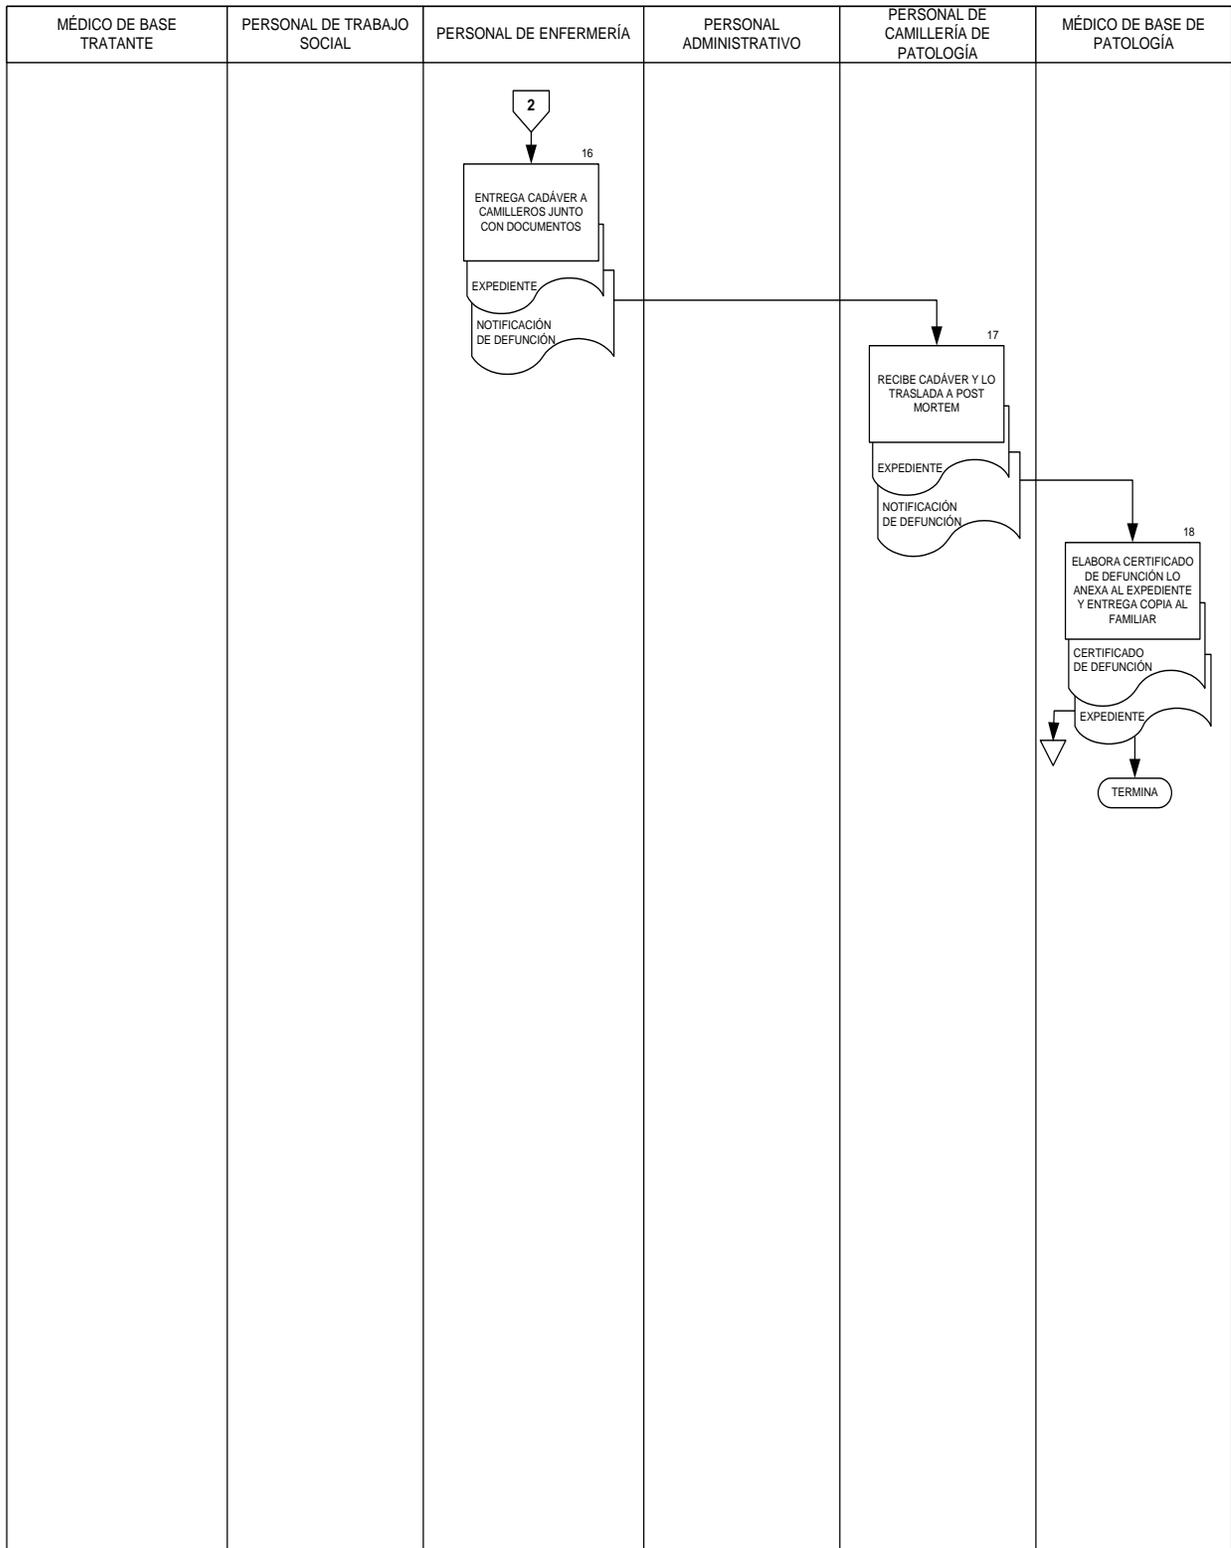 MÉDICO DE BASE
TRATANTE
PERSONAL DE TRABAJO
SOCIAL
PERSONAL DE ENFERMERÍA
PERSONAL
ADMINISTRATIVO
PERSONAL DE
CAMILLERÍA DE
PATOLOGÍA
MÉDICO DE BASE DE
PATOLOGÍA
2
16
ENTREGA CADÁVER A
CAMILLEROS JUNTO
CON DOCUMENTOS
EXPEDIENTE
NOTIFICACIÓN
DE DEFUNCIÓN
17
RECIBE CADÁVER Y LO
TRASLADA A POST
MORTEM
EXPEDIENTE
NOTIFICACIÓN
DE DEFUNCIÓN
18
ELABORA CERTIFICADO
DE DEFUNCIÓN LO
ANEXA AL EXPEDIENTE
Y ENTREGA COPIA AL
FAMILIAR
CERTIFICADO
DE DEFUNCIÓN
EXPEDIENTE
TERMINA